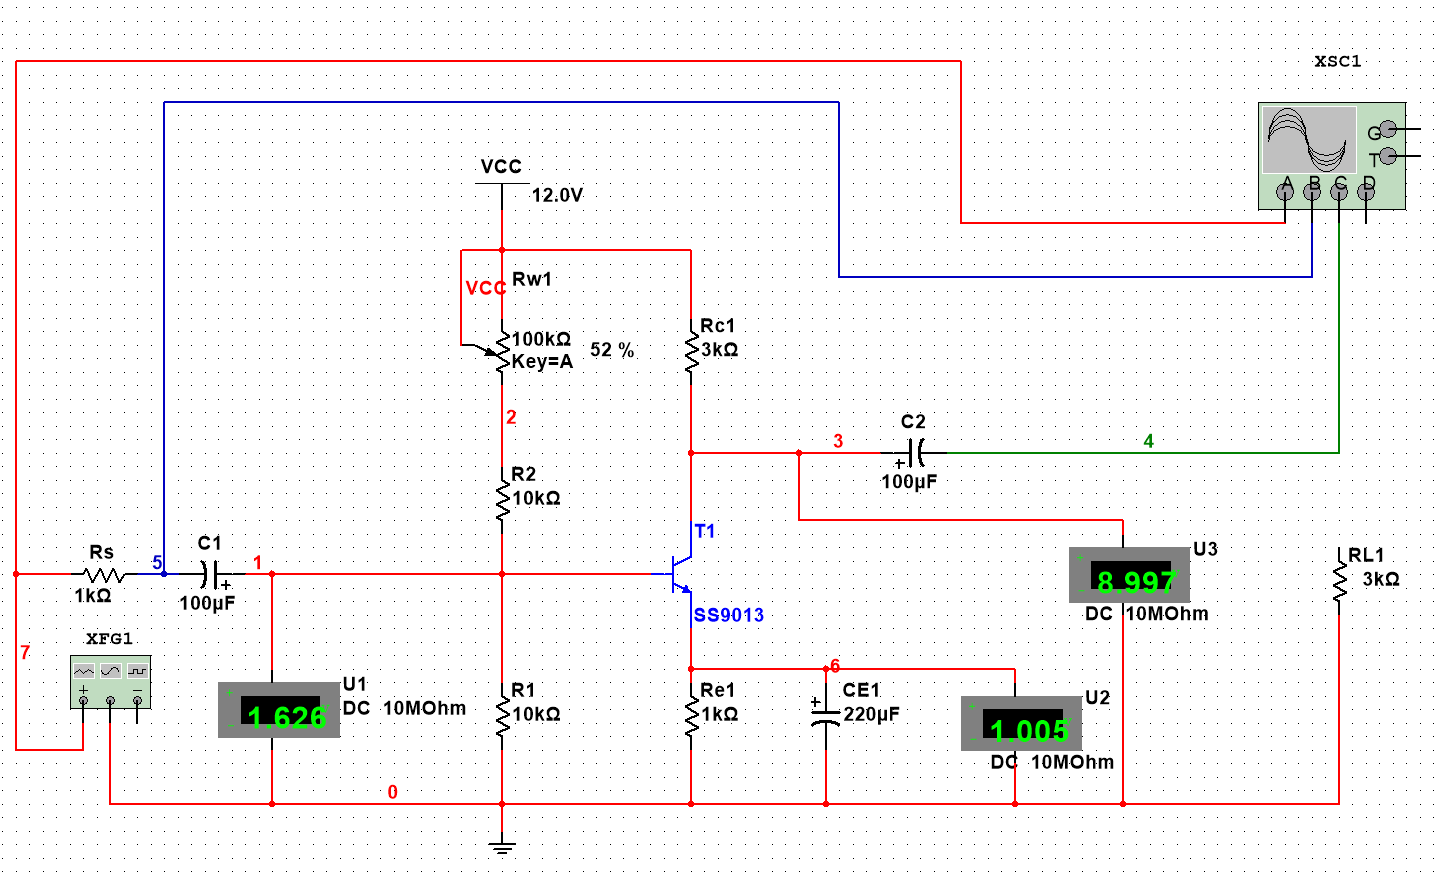 XSC1
G
T
A B C D
VCC
12.0V
Rw1
VCC
100kΩ
Key=A
52 %
Rc1
3kΩ
2
C2
3
4
+
100µF
R2
10kΩ
T1
SS9013
Rs
1kΩ
5
C1
+
100µF
1
XFG1
+
−
7
U1
1.626
DC 10MOhm
R1
10kΩ
Re1
1kΩ
6
CE1
+
220µF
U2
1.005
DC 10MOhm
U3
8.997
DC 10MOhm
RL1
3kΩ
0